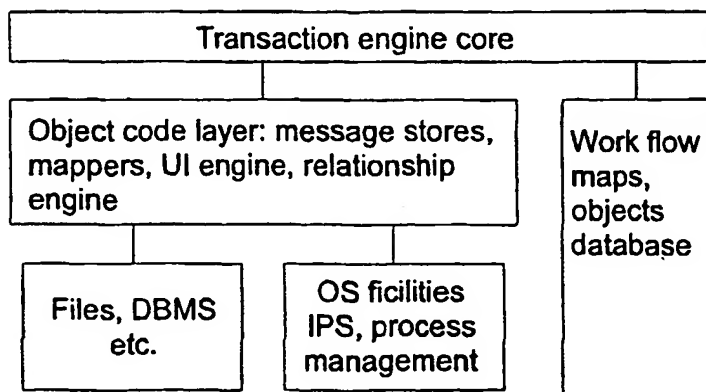 Transaction engine core
Object code layer: message stores,
mappers, UI engine, relationship
engine
Work flow
maps,
objects
database
Files, DBMS
etc.
OS ficilities
IPS, process
management